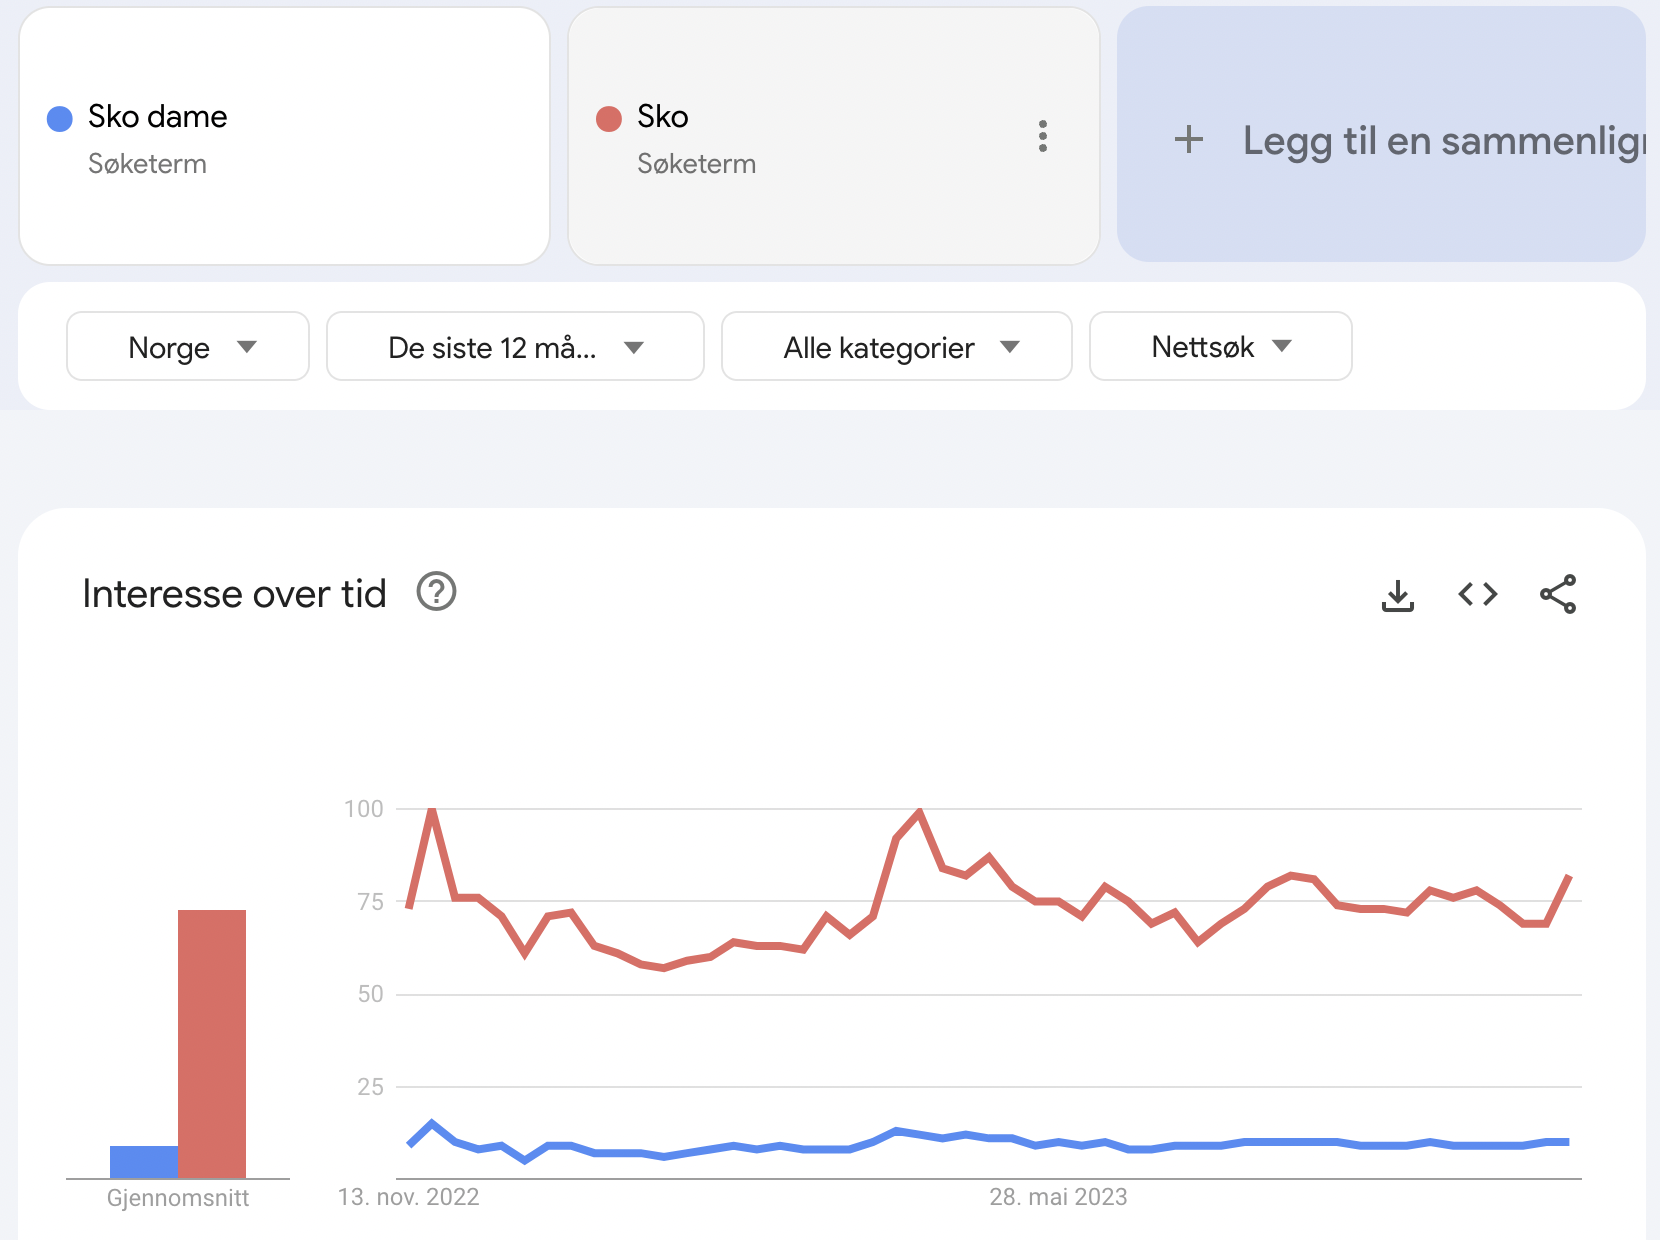 Sko dame
Søketerm
Sko
Søketerm
+ Legg til en sammenlign
Norge
De siste 12 må...
Alle kategorier
Nettsøk
Interesse over tid
100
75
50
25
Gjennomsnitt
13. nov. 2022
28. mai 2023